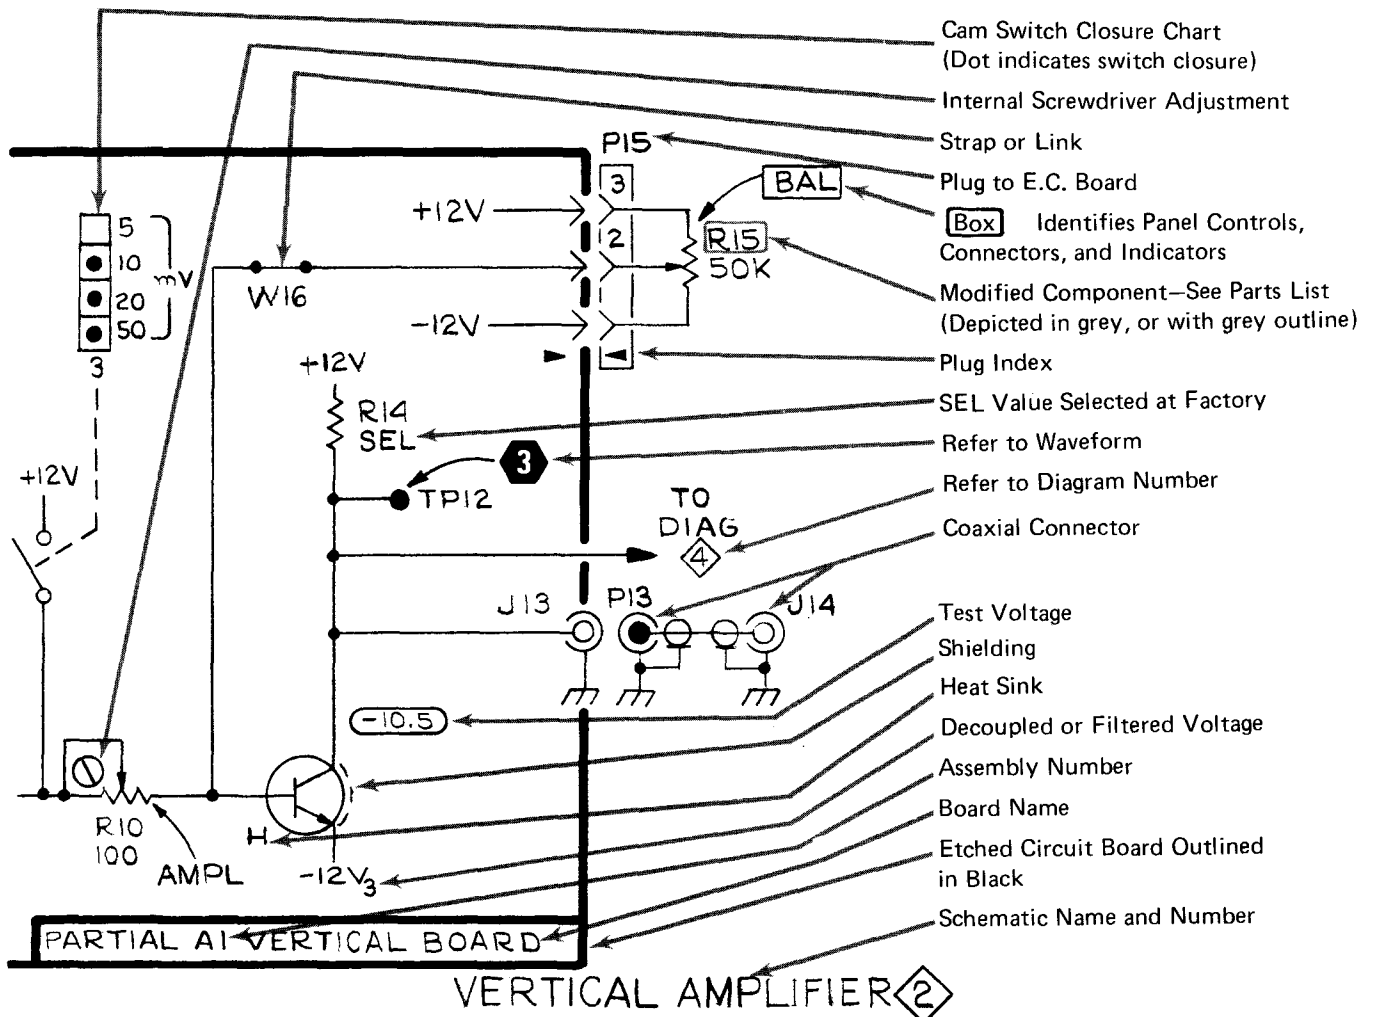 Cam Switch Closure Chart
(Dot indicates switch closure)
Internal Screwdriver Adjustment
Strap or Link
Plug to E.C. Board
Box Identifies Panel Controls,
Connectors, and Indicators
Modified Component—See Parts List
(Depicted in grey, or with grey outline)
Plug Index
SEL Value Selected at Factory
Refer to Waveform
Refer to Diagram Number
Coaxial Connector
Test Voltage
Shielding
Heat Sink
Decoupled or Filtered Voltage
Assembly Number
Board Name
Etched Circuit Board Outlined
in Black
Schematic Name and Number
P15
3
BAL
+12V
2
R15
50K
-12V
5
10
20
50
mV
3
W16
+12V
R14
SEL
3
TP12
+12V
TO
DIAG
4
J13
P13
J14
-10.5
R10
100
AMPL
H
-12V3
PARTIAL A1 VERTICAL BOARD
VERTICAL AMPLIFIER 2